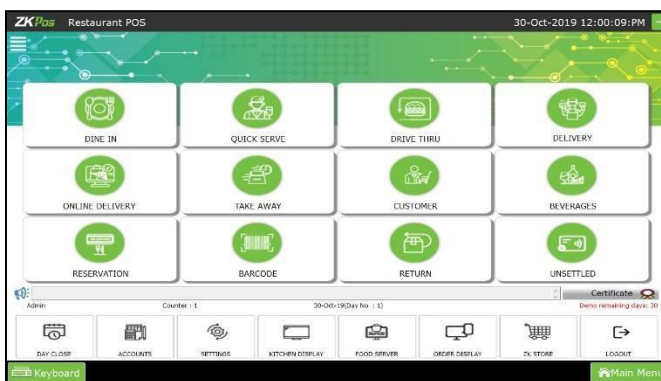 ZKPos Restaurant POS 30-Oct-2019 12:00:09:PM
DINE IN QUICK SERVE DRIVE THRU DELIVERY
ONLINE DELIVERY TAKE AWAY CUSTOMER BEVERAGES
RESERVATION BARCODE RETURN UNSETTLED
Certificate
Admin Counter : 1 30-Oct-19(Day No : 1) Demo remaining days: 30
DAY CLOSE ACCOUNTS SETTINGS KITCHEN DISPLAY FOOD SERVER ORDER DISPLAY ZK STORE LOGOUT
Keyboard Main Menu